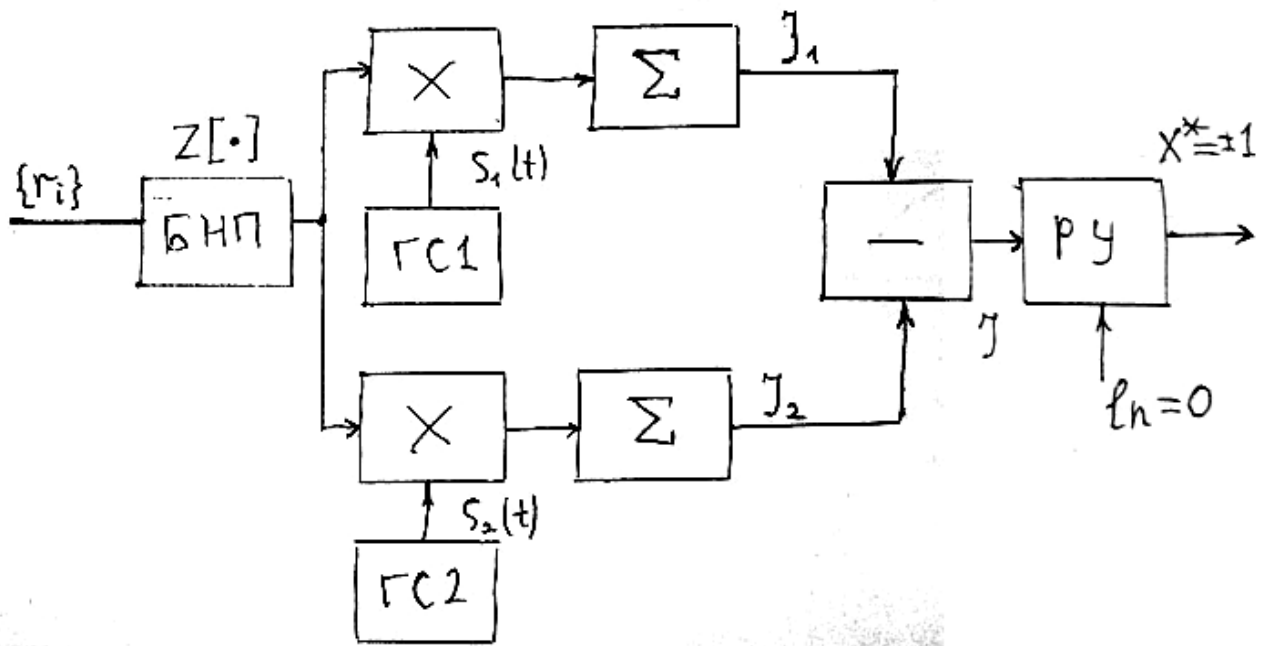 Z[·]
{rᵢ}
БНП
×
Σ
J₁
S₁(t)
ГС1
−
РУ
X*=±1
J
ℓn=0
×
Σ
J₂
S₂(t)
ГС2